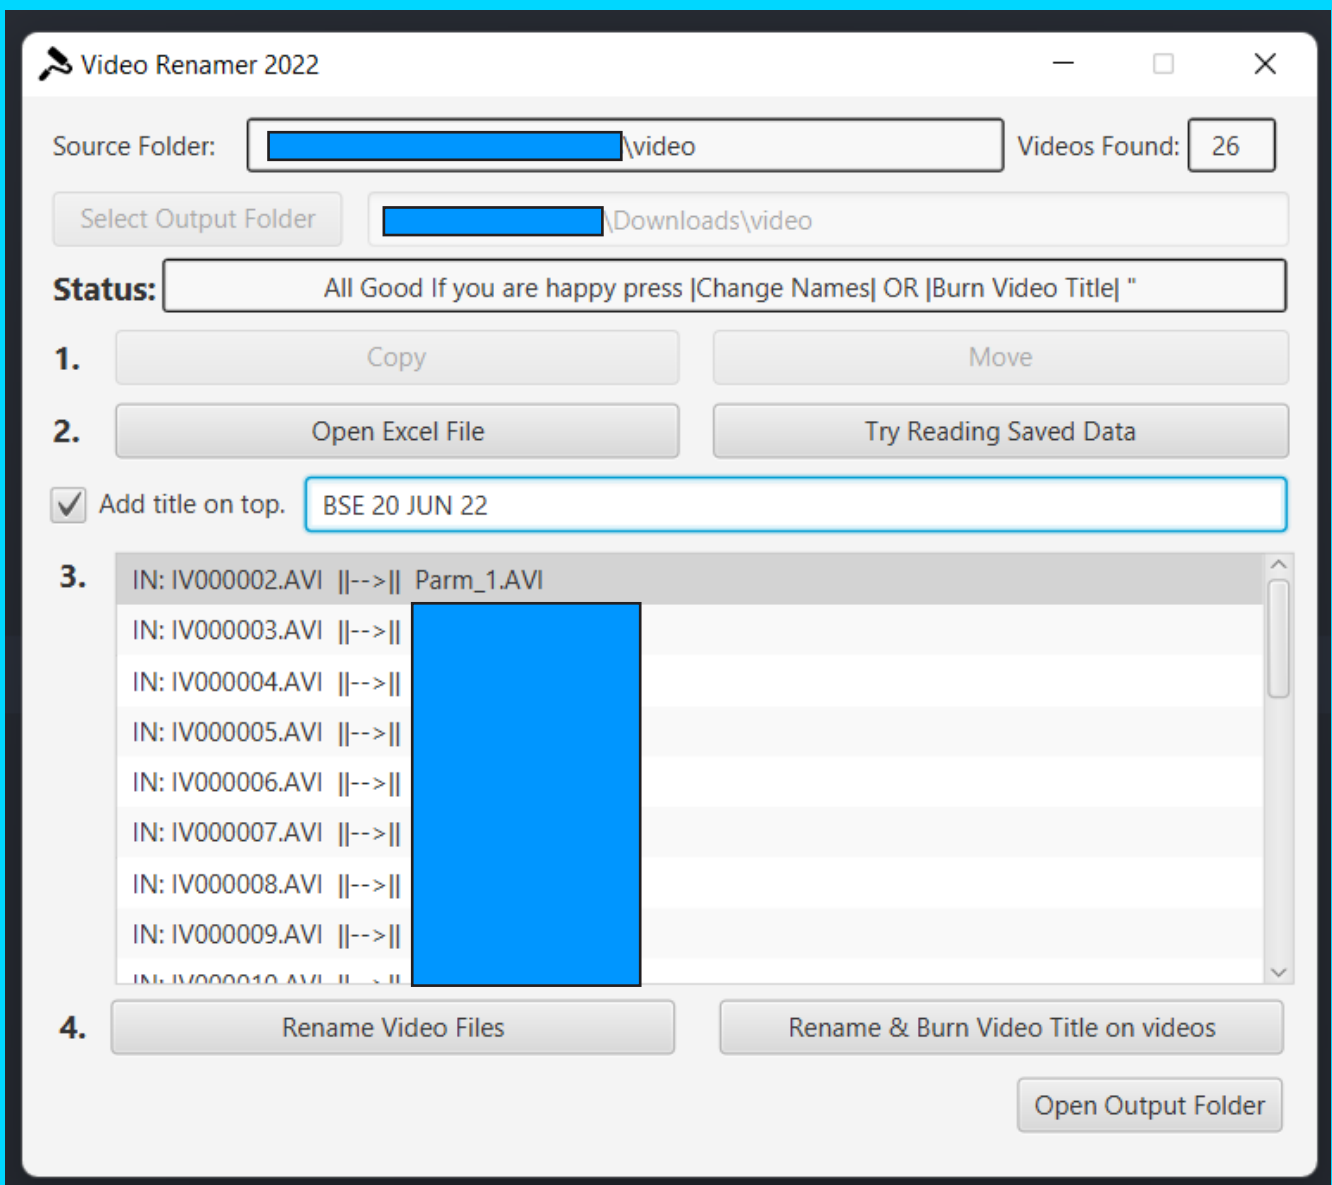 Video Renamer 2022
Source Folder: \video Videos Found: 26
Select Output Folder \Downloads\video
Status: All Good If you are happy press |Change Names| OR |Burn Video Title| "
1. Copy Move
2. Open Excel File Try Reading Saved Data
Add title on top. BSE 20 JUN 22
3. IN: IV000002.AVI ||-->|| Parm_1.AVI
IN: IV000003.AVI ||-->||
IN: IV000004.AVI ||-->||
IN: IV000005.AVI ||-->||
IN: IV000006.AVI ||-->||
IN: IV000007.AVI ||-->||
IN: IV000008.AVI ||-->||
IN: IV000009.AVI ||-->||
IN: IV000010.AVI ||-->||
4. Rename Video Files Rename & Burn Video Title on videos
Open Output Folder